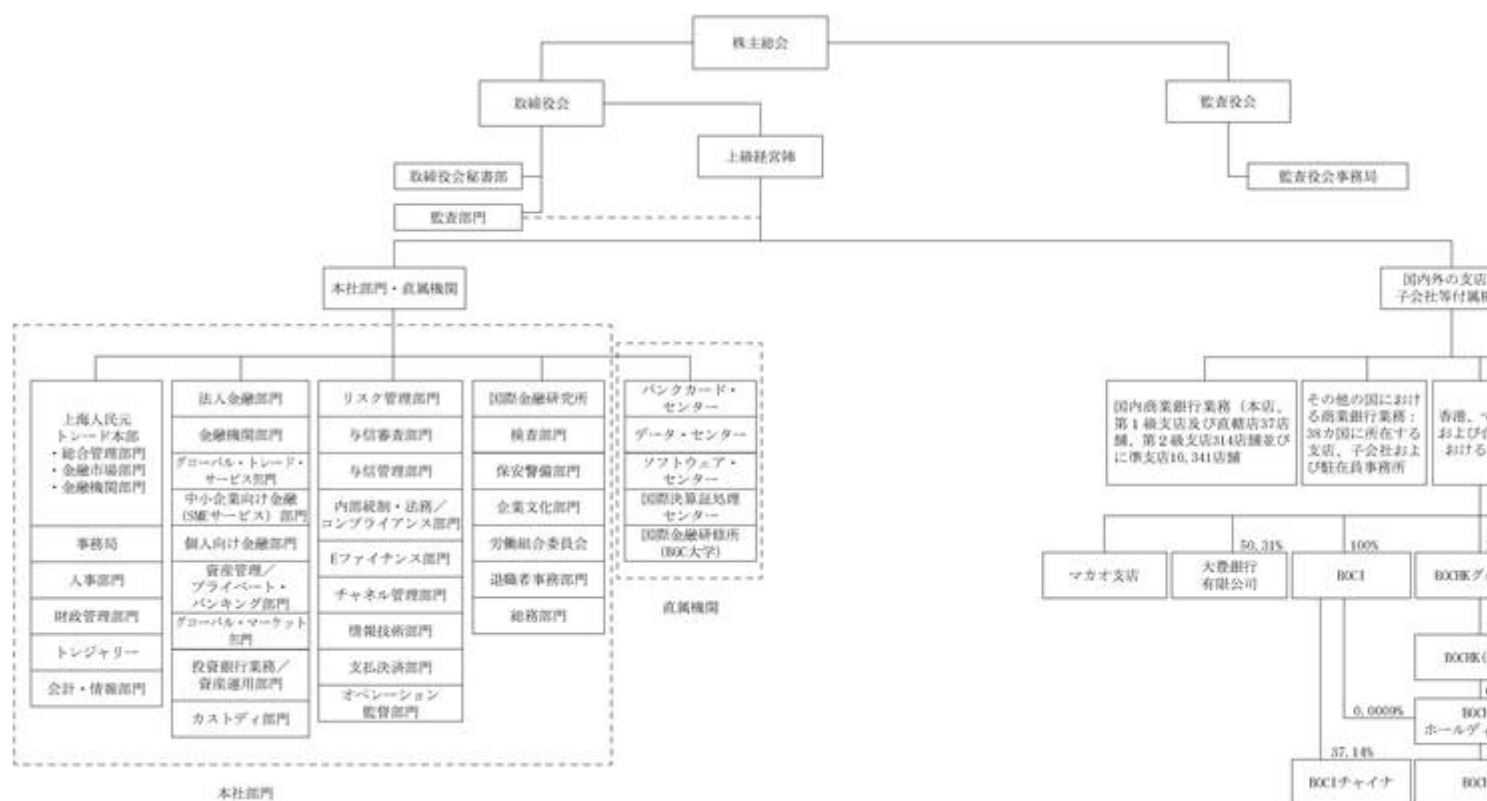 株主総会
取締役会
監査役会
上級経営陣
取締役会秘書部
監査役会事務局
監査部門
本社部門・直属機関
国内外の支店
子会社等付属
上海人民元
トレード本部
・総合管理部門
・金融市場部門
・金融機関部門
事務局
人事部門
財政管理部門
トレジャリー
会計・情報部門
法人金融部門
金融機関部門
グローバル・トレード・
サービス部門
中小企業向け金融
(SMEサービス) 部門
個人向け金融部門
資産管理／
プライベート・
バンキング部門
グローバル・マーケット
部門
投資銀行業務／
資産運用部門
カストディ部門
リスク管理部門
与信審査部門
与信管理部門
内部統制・法務／
コンプライアンス部門
Eファイナンス部門
チャネル管理部門
情報技術部門
支払決済部門
オペレーション
監督部門
国際金融研究所
検査部門
保安警備部門
企業文化部門
労働組合委員会
退職者事務部門
総務部門
バンクカード・
センター
データ・センター
ソフトウェア・
センター
国際決算証処理
センター
国際金融研修所
(BOC大学)
直属機関
本社部門
国内商業銀行業務（本店、
第１級支店及び直轄店37店
舗、第２級支店314店舗並び
に準支店10,341店舗
その他の国におけ
る商業銀行業務：
38カ国に所在する
支店、子会社およ
び駐在員事務所
香港、
および
おける
マカオ支店
50.31%
大豊銀行
有限公司
100%
BOCI
BOCHKグ
BOCHK
0.0009%
BOC
ホールディ
37.14%
BOCIチャイナ
BOC